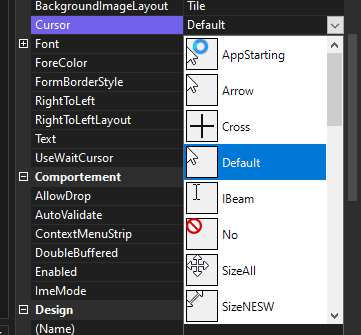 BackgroundImageLayout Tile
Cursor Default
Font
ForeColor
FormBorderStyle
RightToLeft
RightToLeftLayout
Text
UseWaitCursor
Comportement
AllowDrop
AutoValidate
ContextMenuStrip
DoubleBuffered
Enabled
ImeMode
Design
(Name)
AppStarting
Arrow
Cross
Default
IBeam
No
SizeAll
SizeNESW